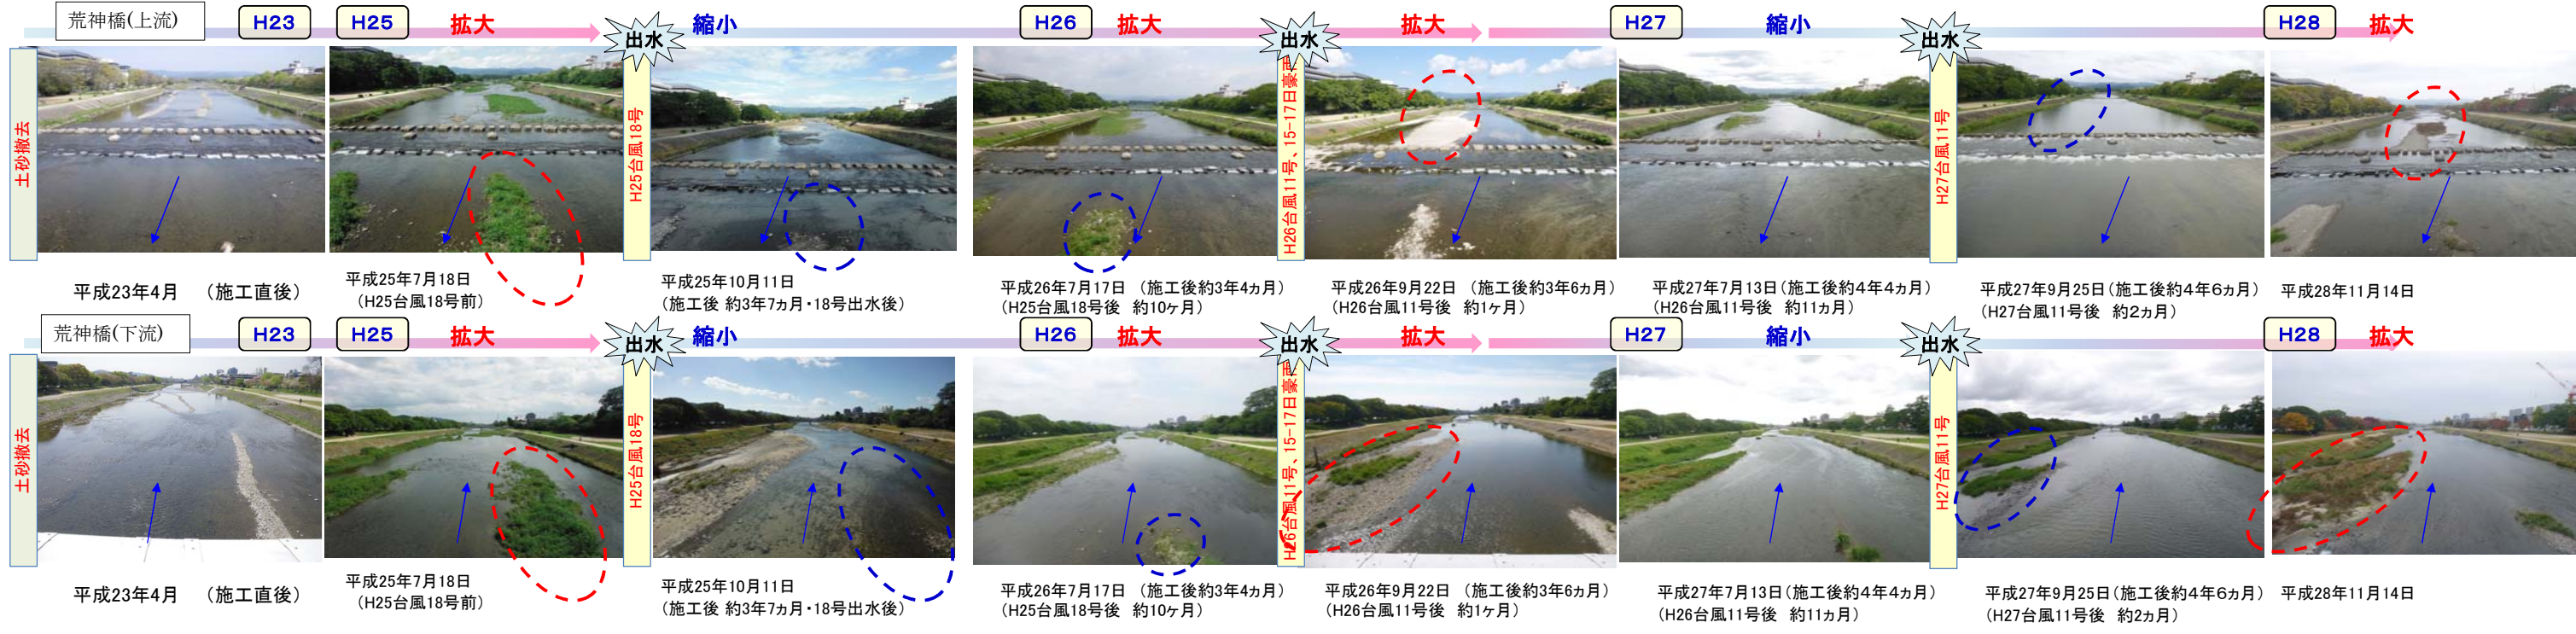 荒神橋(上流)
H23
H25
拡大
出水
縮小
H26
拡大
出水
拡大
H27
縮小
出水
H28
拡大
土砂撤去
H25台風18号
H26台風11号、15-17日豪雨
H27台風11号
平成23年4月　（施工直後）
平成25年7月18日
（H25台風18号前）
平成25年10月11日
（施工後 約3年7ヵ月・18号出水後）
平成26年7月17日 （施工後約3年4ヵ月）
（H25台風18号後 約10ヶ月）
平成26年9月22日 （施工後約3年6ヵ月）
（H26台風11号後 約1ヶ月）
平成27年7月13日（施工後約4年4ヵ月）
（H26台風11号後 約11ヵ月）
平成27年9月25日（施工後約4年6ヵ月）
（H27台風11号後 約2ヵ月）
平成28年11月14日
荒神橋(下流)
H23
H25
拡大
出水
縮小
H26
拡大
出水
拡大
H27
縮小
出水
H28
拡大
土砂撤去
H25台風18号
H26台風11号、15-17日豪雨
H27台風11号
平成23年4月　（施工直後）
平成25年7月18日
（H25台風18号前）
平成25年10月11日
（施工後 約3年7ヵ月・18号出水後）
平成26年7月17日 （施工後約3年4ヵ月）
（H25台風18号後 約10ヶ月）
平成26年9月22日 （施工後約3年6ヵ月）
（H26台風11号後 約1ヶ月）
平成27年7月13日（施工後約4年4ヵ月）
（H26台風11号後 約11ヵ月）
平成27年9月25日（施工後約4年6ヵ月）
（H27台風11号後 約2ヵ月）
平成28年11月14日